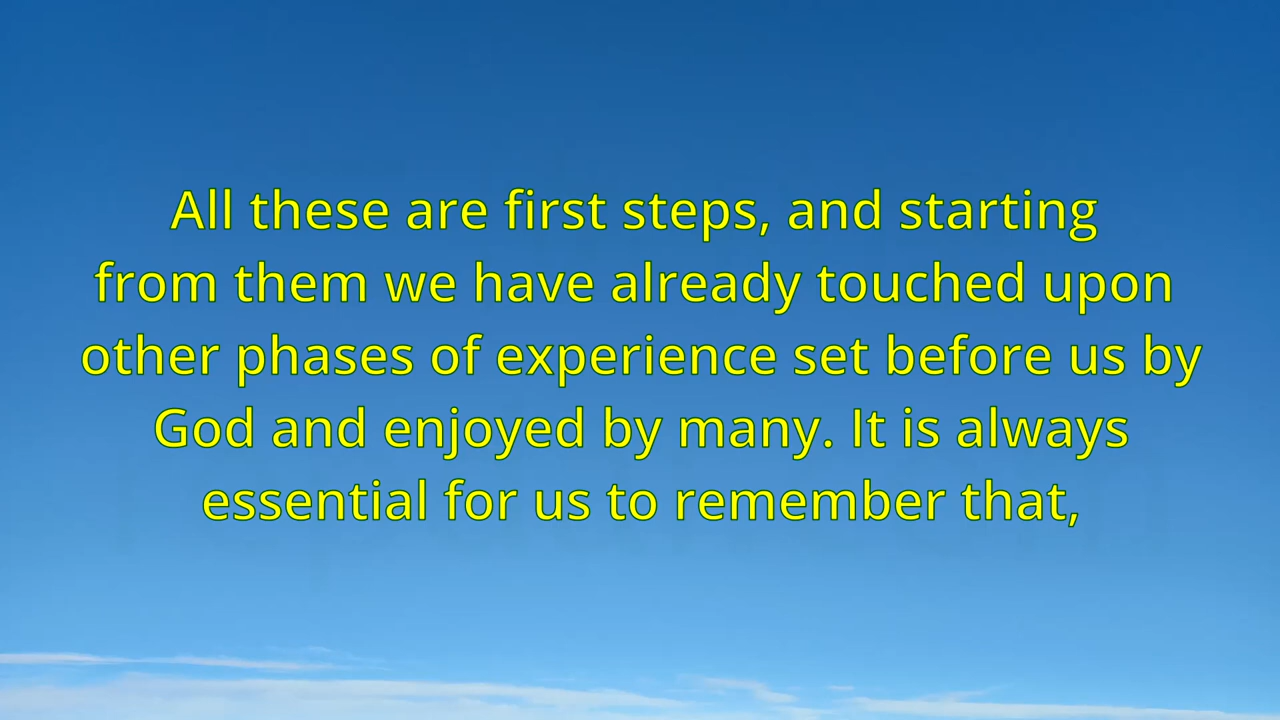 All these are first steps, and starting
from them we have already touched upon
other phases of experience set before us by
God and enjoyed by many. It is always
essential for us to remember that,